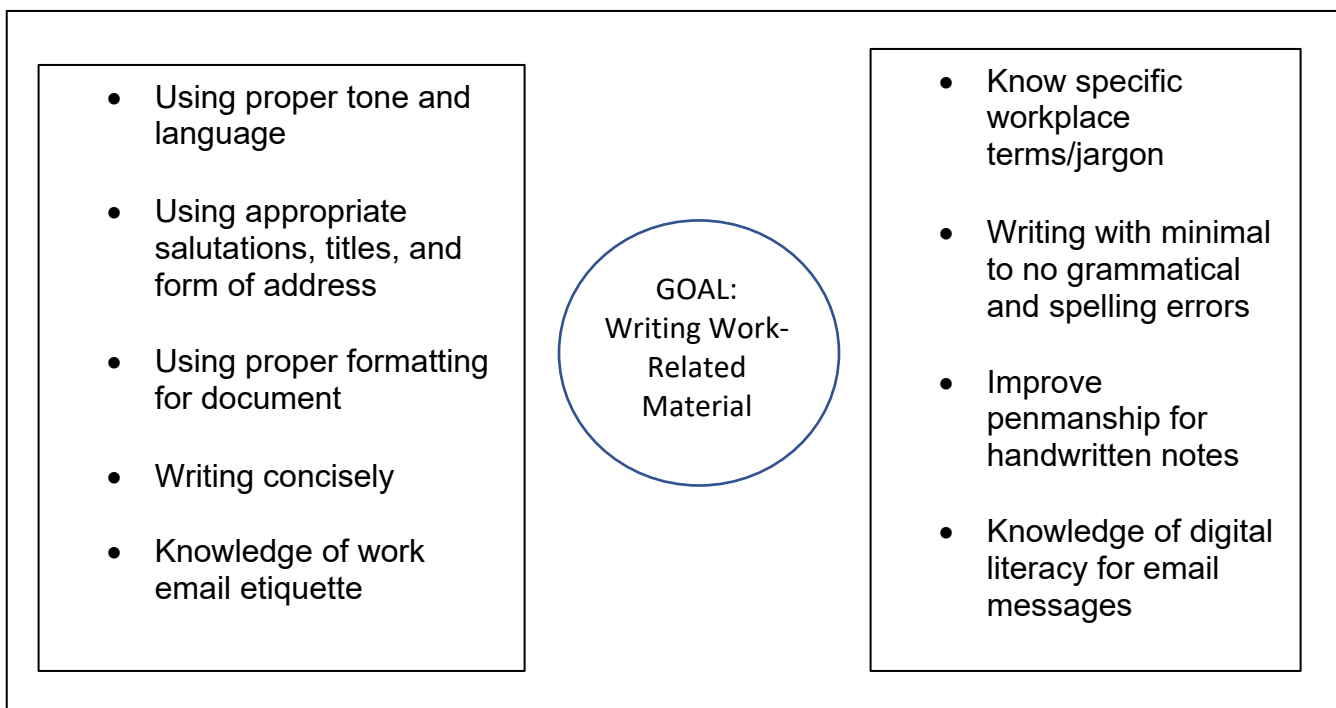 • Using proper tone and
language
• Using appropriate
salutations, titles, and
form of address
• Using proper formatting
for document
• Writing concisely
• Knowledge of work
email etiquette
GOAL:
Writing Work-
Related
Material
• Know specific
workplace
terms/jargon
• Writing with minimal
to no grammatical
and spelling errors
• Improve
penmanship for
handwritten notes
• Knowledge of digital
literacy for email
messages